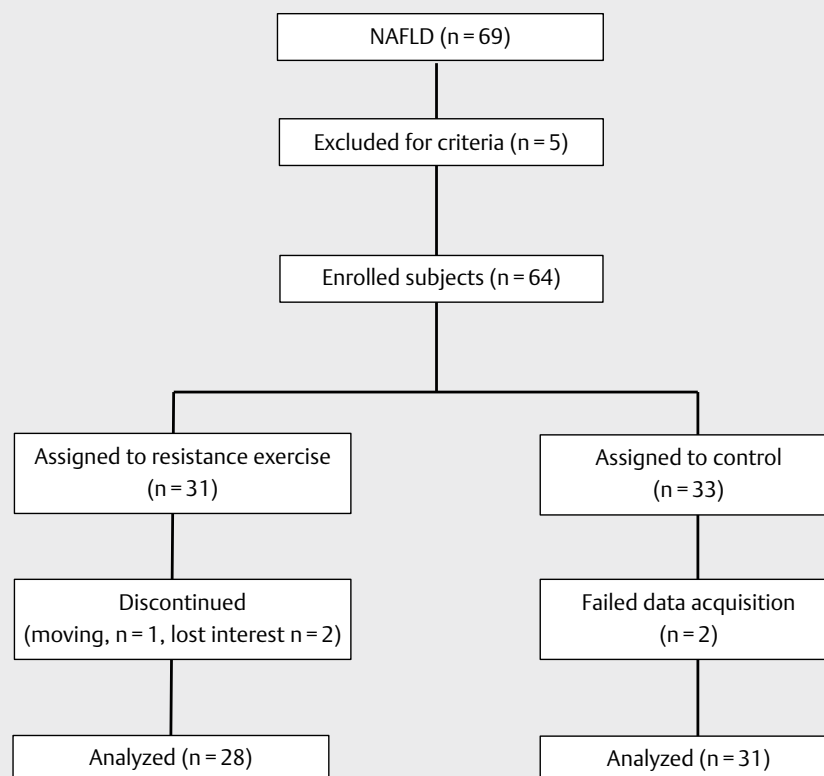 NAFLD (n = 69)
Excluded for criteria (n = 5)
Enrolled subjects (n = 64)
Assigned to resistance exercise
(n = 31)
Assigned to control
(n = 33)
Discontinued
(moving, n = 1, lost interest n = 2)
Failed data acquisition
(n = 2)
Analyzed (n = 28)
Analyzed (n = 31)